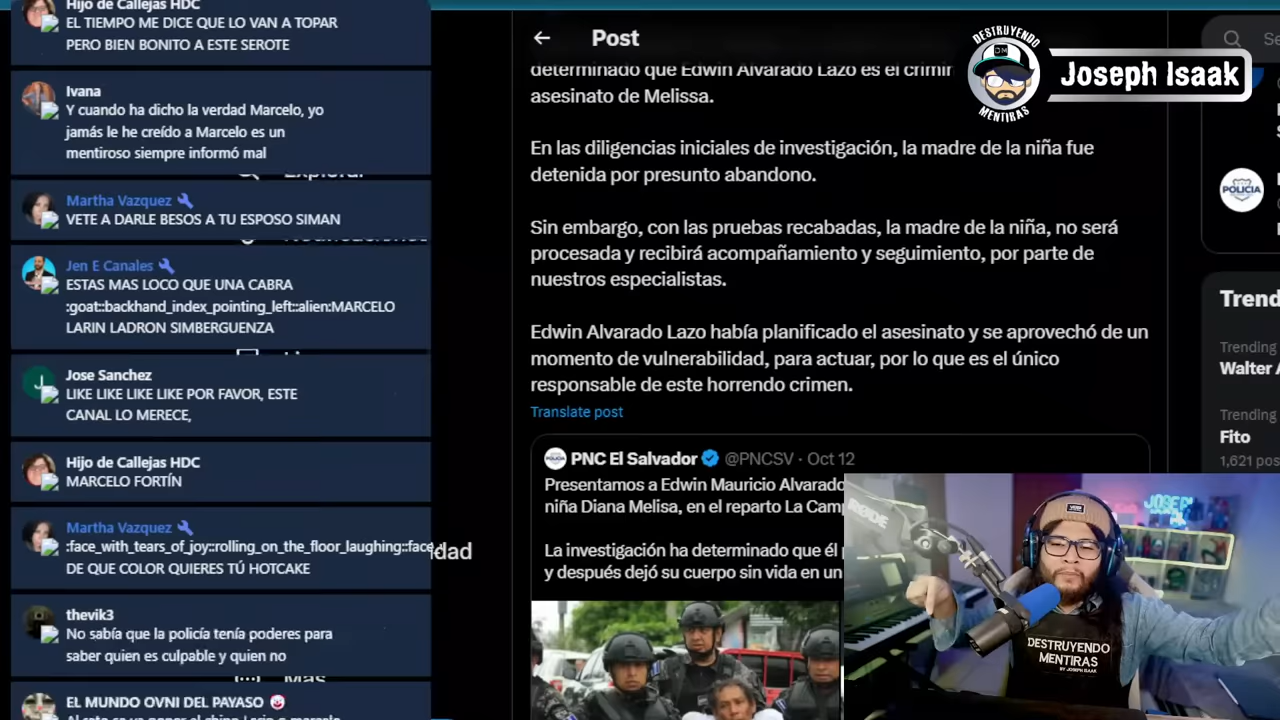 Hijo de Callejas HDC
EL TIEMPO ME DICE QUE LO VAN A TOPAR
PERO BIEN BONITO A ESTE SEROTE
Ivana
Y cuando ha dicho la verdad Marcelo, yo
jamás le he creído a Marcelo es un
mentiroso siempre informó mal
Martha Vazquez
VETE A DARLE BESOS A TU ESPOSO SIMAN
Jen E Canales
ESTAS MAS LOCO QUE UNA CABRA
:goat::backhand_index_pointing_left::alien:MARCELO
LARIN LADRON SIMBERGUENZA
Jose Sanchez
LIKE LIKE LIKE LIKE POR FAVOR, ESTE
CANAL LO MERECE,
Hijo de Callejas HDC
MARCELO FORTÍN
Martha Vazquez
:face_with_tears_of_joy::rolling_on_the_floor_laughing::face
DE QUE COLOR QUIERES TÚ HOTCAKE
thevik3
No sabía que la policía tenía poderes para
saber quien es culpable y quien no
EL MUNDO OVNI DEL PAYASO
Explorar
Notificaciones
dad
Más
Post
determinado que Edwin Alvarado Lazo es el crimin
asesinato de Melissa.
En las diligencias iniciales de investigación, la madre de la niña fue
detenida por presunto abandono.
Sin embargo, con las pruebas recabadas, la madre de la niña, no será
procesada y recibirá acompañamiento y seguimiento, por parte de
nuestros especialistas.
Edwin Alvarado Lazo había planificado el asesinato y se aprovechó de un
momento de vulnerabilidad, para actuar, por lo que es el único
responsable de este horrendo crimen.
Translate post
PNC El Salvador @PNCSV · Oct 12
Presentamos a Edwin Mauricio Alvarado
niña Diana Melisa, en el reparto La Camp
La investigación ha determinado que él p
y después dejó su cuerpo sin vida en un
DESTRUYENDO
DM
MENTIRAS
Joseph Isaak
Se
POLICIA
Trend
Trending
Walter A
Trending
Fito
1,621 pos
RØDE
JOSEPH
DESTRUYENDO
MENTIRAS
BY JOSEPH ISAAK